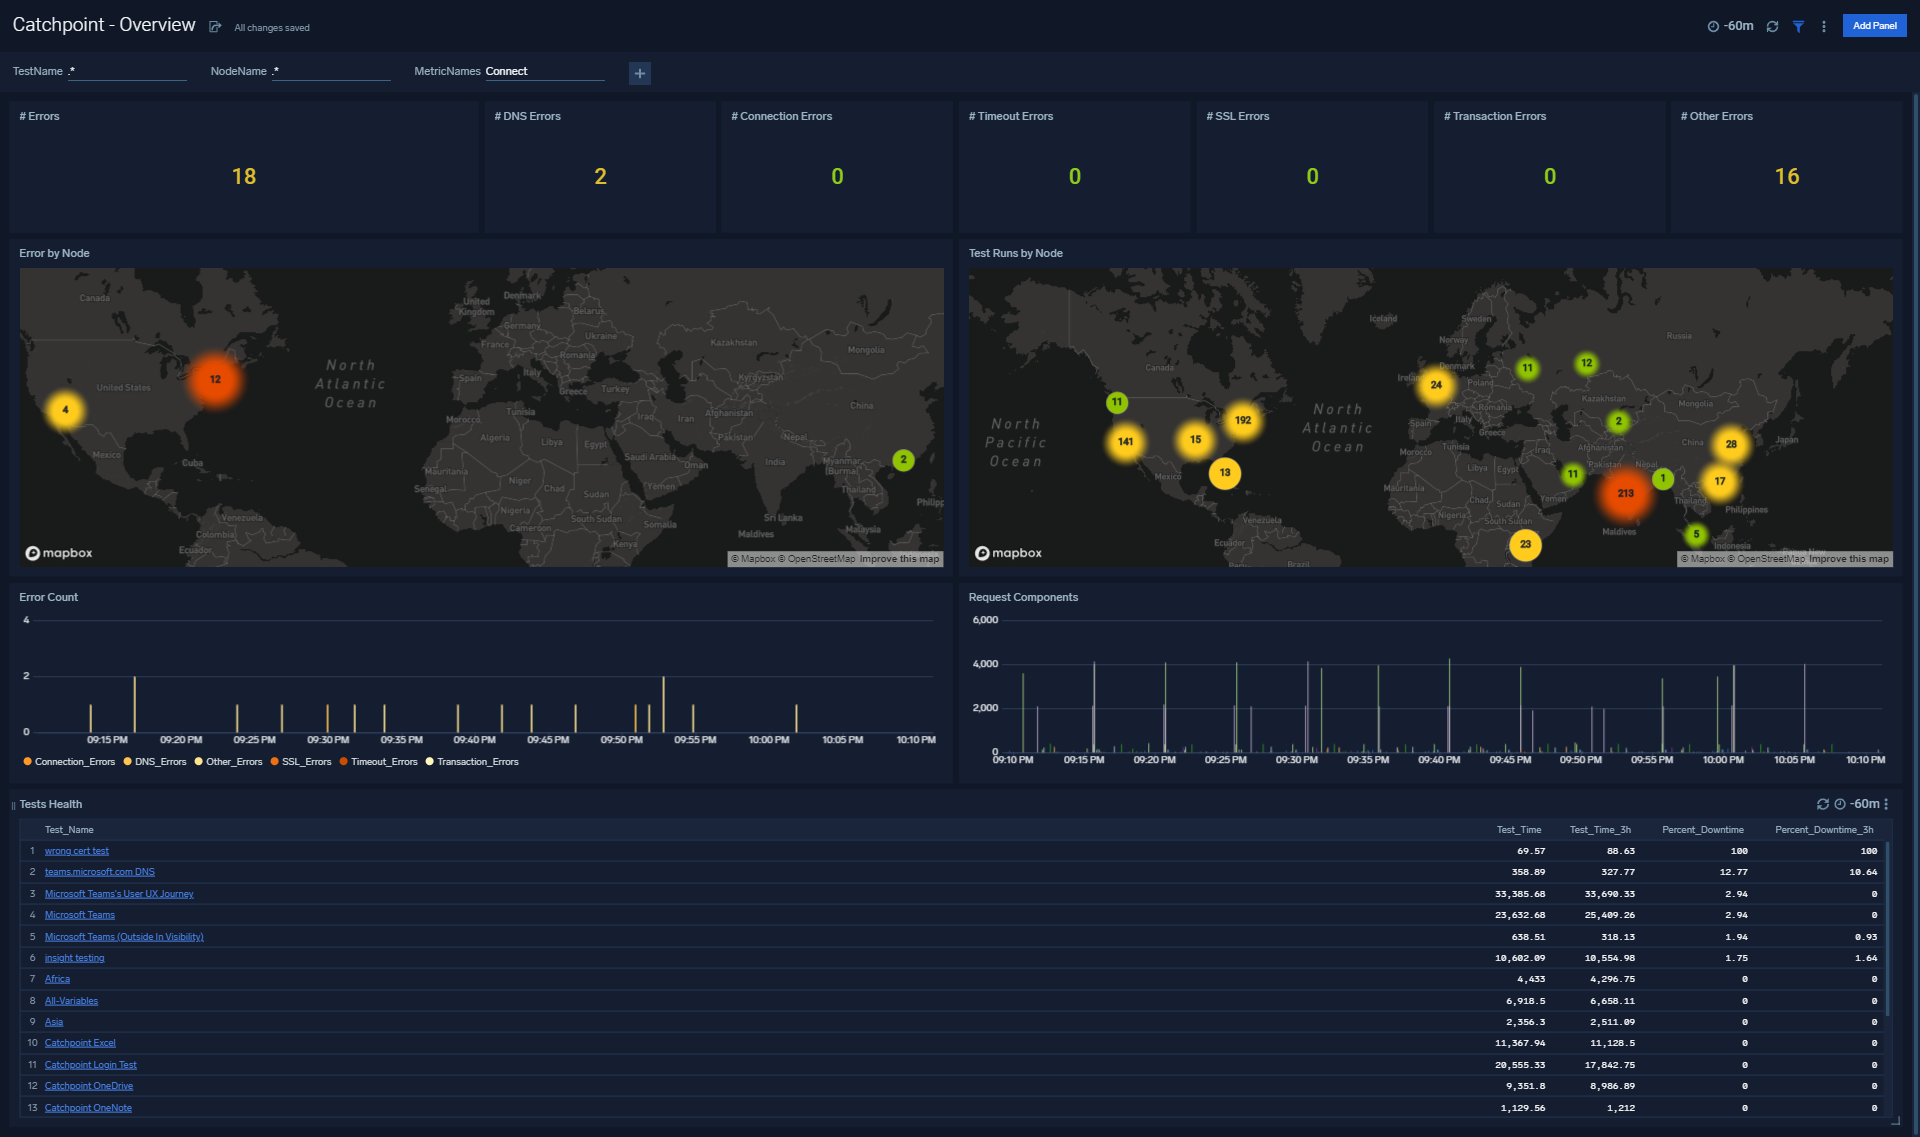 Catchpoint - Overview All changes saved -60m Add Panel
TestName .* NodeName .* MetricNames Connect +
# Errors # DNS Errors # Connection Errors # Timeout Errors # SSL Errors # Transaction Errors # Other Errors
18 2 0 0 0 0 16
Error by Node
Canada
United Kingdom
Denmark
Belarus
Germany
Ukraine
France
Romania
Kazakhstan
Mongolia
North Atlantic Ocean
12
United States
Spain
Italy
Greece
Turkey
Kyrgyzstan
4
Tunisia
Morocco
Iraq
Iran
Afghanistan
China
Algeria
Libya
Egypt
Pakistan
Nepal
Mexico
Cuba
Saudi Arabia
Oman
India
Myanmar (Burma)
2
Mauritania
Senegal
Niger
Chad
Sudan
Yemen
Thailand
Nigeria
South Sudan
Somalia
Sri Lanka
Philipp
Venezuela
Colombia
Cameroon
Kenya
Maldives
Malaysia
Ecuador
mapbox
© Mapbox © OpenStreetMap Improve this map
Test Runs by Node
Iceland
Sweden
Russia
Norway
Canada
11
12
Denmark
24
Poland
Kazakhstan
Mongolia
11
North Pacific Ocean
North Atlantic Ocean
192
141
15
13
Romania
Spain
Italy
Greece
2
China
28
Japan
Morocco
Tunisia
Iraq
Afghanistan
Pakistan
Nepal
Mexico
Libya
Egypt
11
213
1
17
Mauritania
Chad
Sudan
Yemen
Thailand
Philippines
Nigeria
South Sudan
Venezuela
Maldives
5
Indonesia
Ecuador
23
Brazil
mapbox
© Mapbox © OpenStreetMap Improve this map
Error Count
4
2
0
09:15 PM 09:20 PM 09:25 PM 09:30 PM 09:35 PM 09:40 PM 09:45 PM 09:50 PM 09:55 PM 10:00 PM 10:05 PM 10:10 PM
Connection_Errors DNS_Errors Other_Errors SSL_Errors Timeout_Errors Transaction_Errors
Request Components
6,000
4,000
2,000
0
09:10 PM 09:15 PM 09:20 PM 09:25 PM 09:30 PM 09:35 PM 09:40 PM 09:45 PM 09:50 PM 09:55 PM 10:00 PM 10:05 PM 10:10 PM
Tests Health -60m
Test_Name Test_Time Test_Time_3h Percent_Downtime Percent_Downtime_3h
1 wrong cert test 69.57 88.63 100 100
2 teams.microsoft.com DNS 358.89 327.77 12.77 10.64
3 Microsoft Teams's User UX Journey 33,385.68 33,690.33 2.94 0
4 Microsoft Teams 23,632.68 25,409.26 2.94 0
5 Microsoft Teams (Outside In Visibility) 638.51 318.13 1.94 0.93
6 insight testing 10,602.09 10,554.98 1.75 1.64
7 Africa 4,433 4,296.75 0 0
8 All-Variables 6,918.5 6,658.11 0 0
9 Asia 2,356.3 2,511.09 0 0
10 Catchpoint Excel 11,367.94 11,128.5 0 0
11 Catchpoint Login Test 20,555.33 17,842.75 0 0
12 Catchpoint OneDrive 9,351.8 8,986.89 0 0
13 Catchpoint OneNote 1,129.56 1,212 0 0